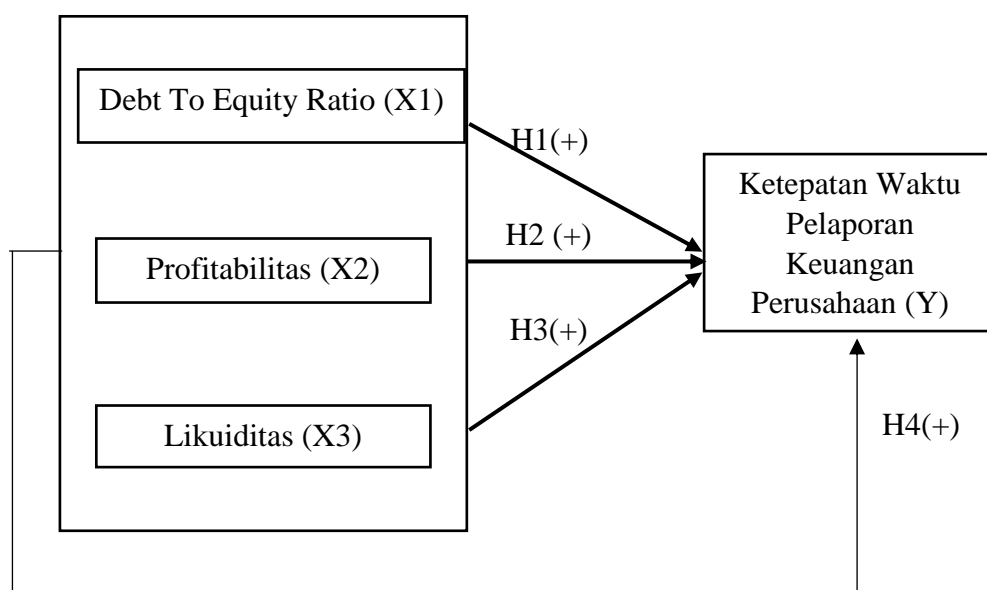 Debt To Equity Ratio (X1)
H1(+)
Ketepatan Waktu
Pelaporan
Keuangan
Perusahaan (Y)
H2 (+)
Profitabilitas (X2)
H3(+)
Likuiditas (X3)
H4(+)